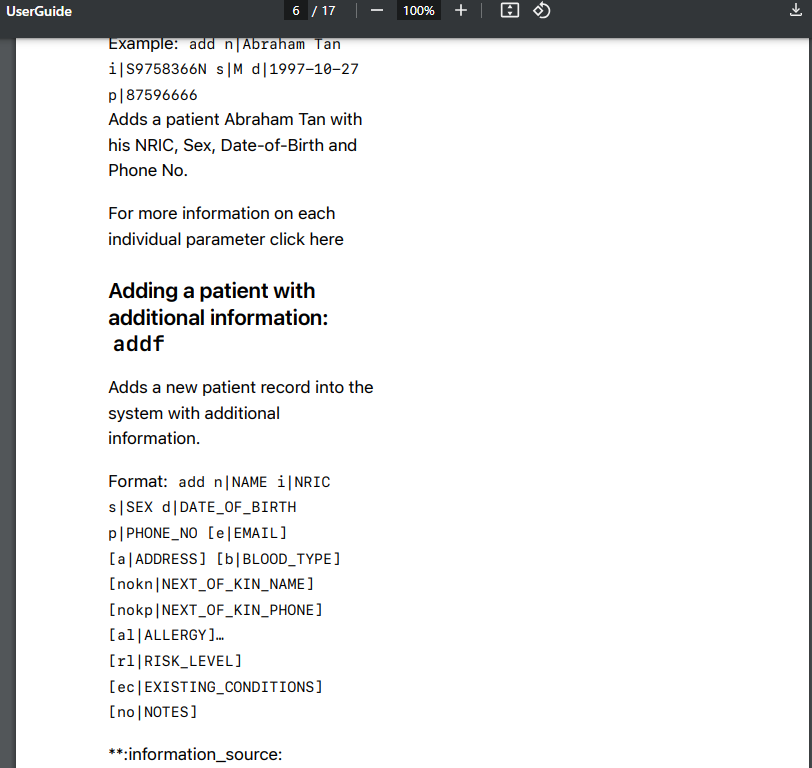 UserGuide 6 / 17 100%
Example: add n|Abraham Tan
i|S9758366N s|M d|1997-10-27
p|87596666
Adds a patient Abraham Tan with
his NRIC, Sex, Date-of-Birth and
Phone No.
For more information on each
individual parameter click here
Adding a patient with
additional information:
addf
Adds a new patient record into the
system with additional
information.
Format: add n|NAME i|NRIC
s|SEX d|DATE_OF_BIRTH
p|PHONE_NO [e|EMAIL]
[a|ADDRESS] [b|BLOOD_TYPE]
[nokn|NEXT_OF_KIN_NAME]
[nokp|NEXT_OF_KIN_PHONE]
[al|ALLERGY]…
[rl|RISK_LEVEL]
[ec|EXISTING_CONDITIONS]
[no|NOTES]
**:information_source: